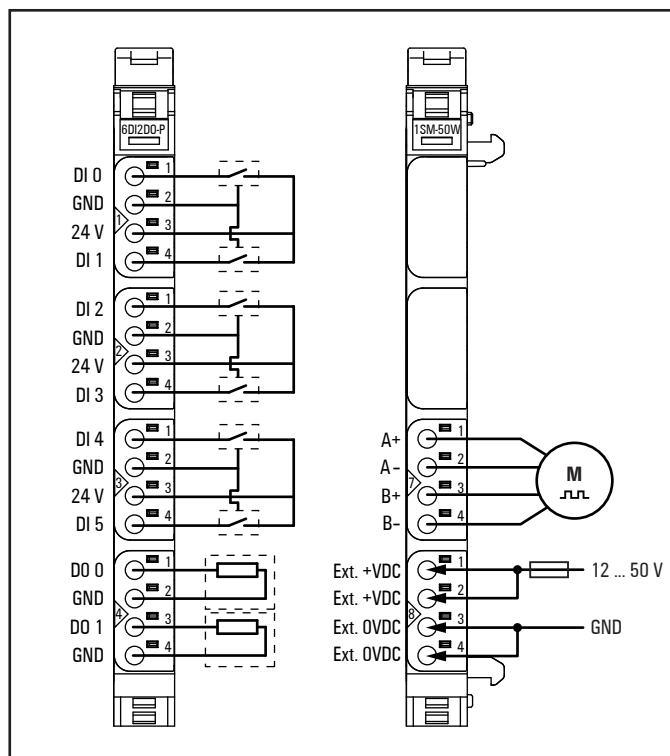 6DI2DO-P
DI 0
1
GND
2
1
24 V
3
DI 1
4
DI 2
1
GND
2
2
24 V
3
DI 3
4
DI 4
1
GND
2
3
24 V
3
DI 5
4
DO 0
1
GND
2
4
DO 1
3
GND
4
1SM-50W
A+
1
A-
2
7
B+
3
B-
4
M
Ext. +VDC
1
12 ... 50 V
Ext. +VDC
2
8
Ext. 0VDC
3
GND
Ext. 0VDC
4